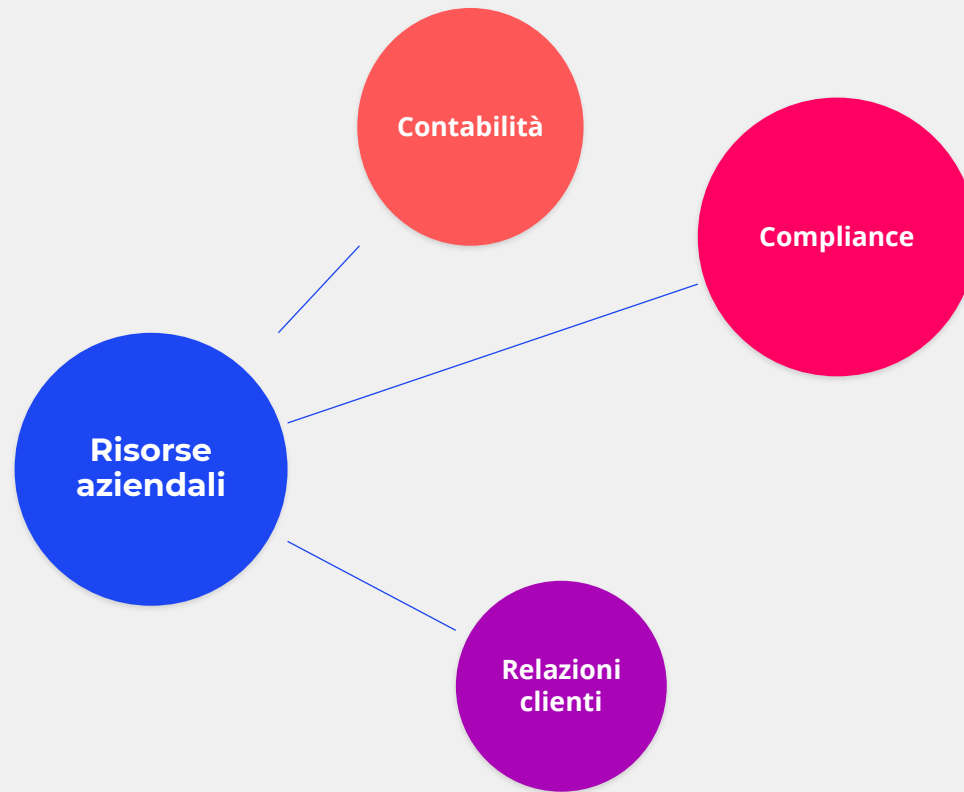 Contabilità
Compliance
Risorse
aziendali
Relazioni
clienti